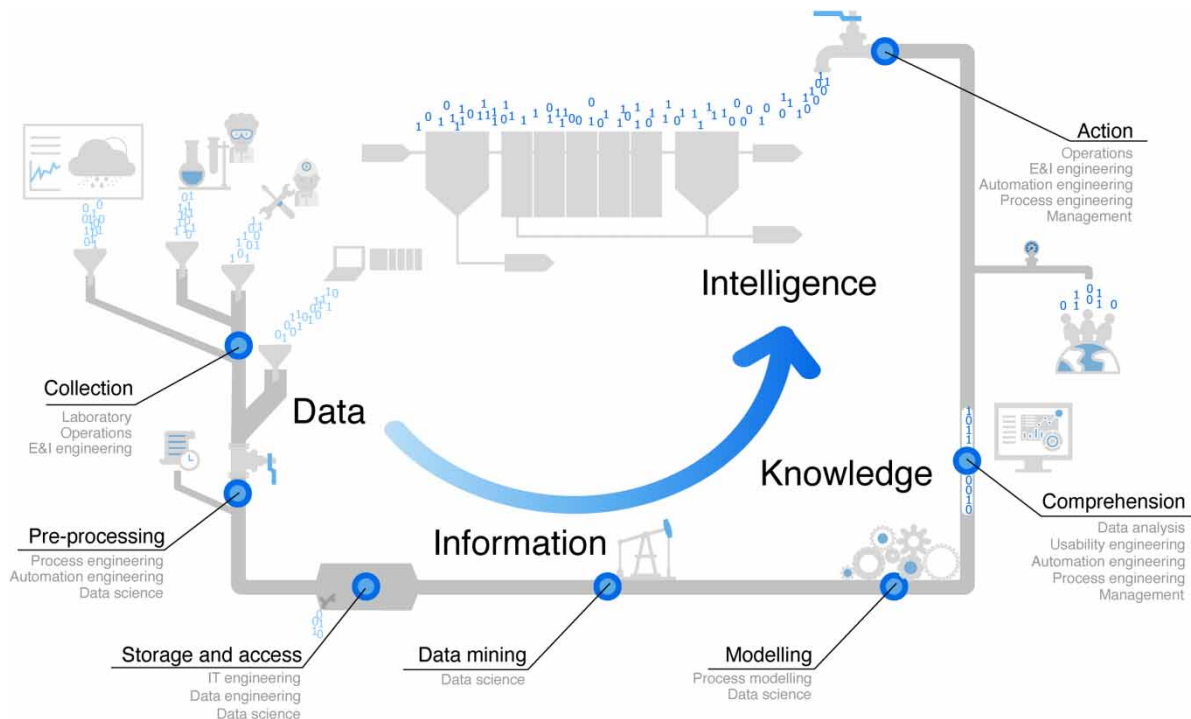 Action
Operations
E&I engineering
Automation engineering
Process engineering
Management
Intelligence
Collection
Laboratory
Operations
E&I engineering
Data
Knowledge
Comprehension
Data analysis
Usability engineering
Automation engineering
Process engineering
Management
Pre-processing
Process engineering
Automation engineering
Data science
Information
Storage and access
IT engineering
Data engineering
Data science
Data mining
Data science
Modelling
Process modelling
Data science